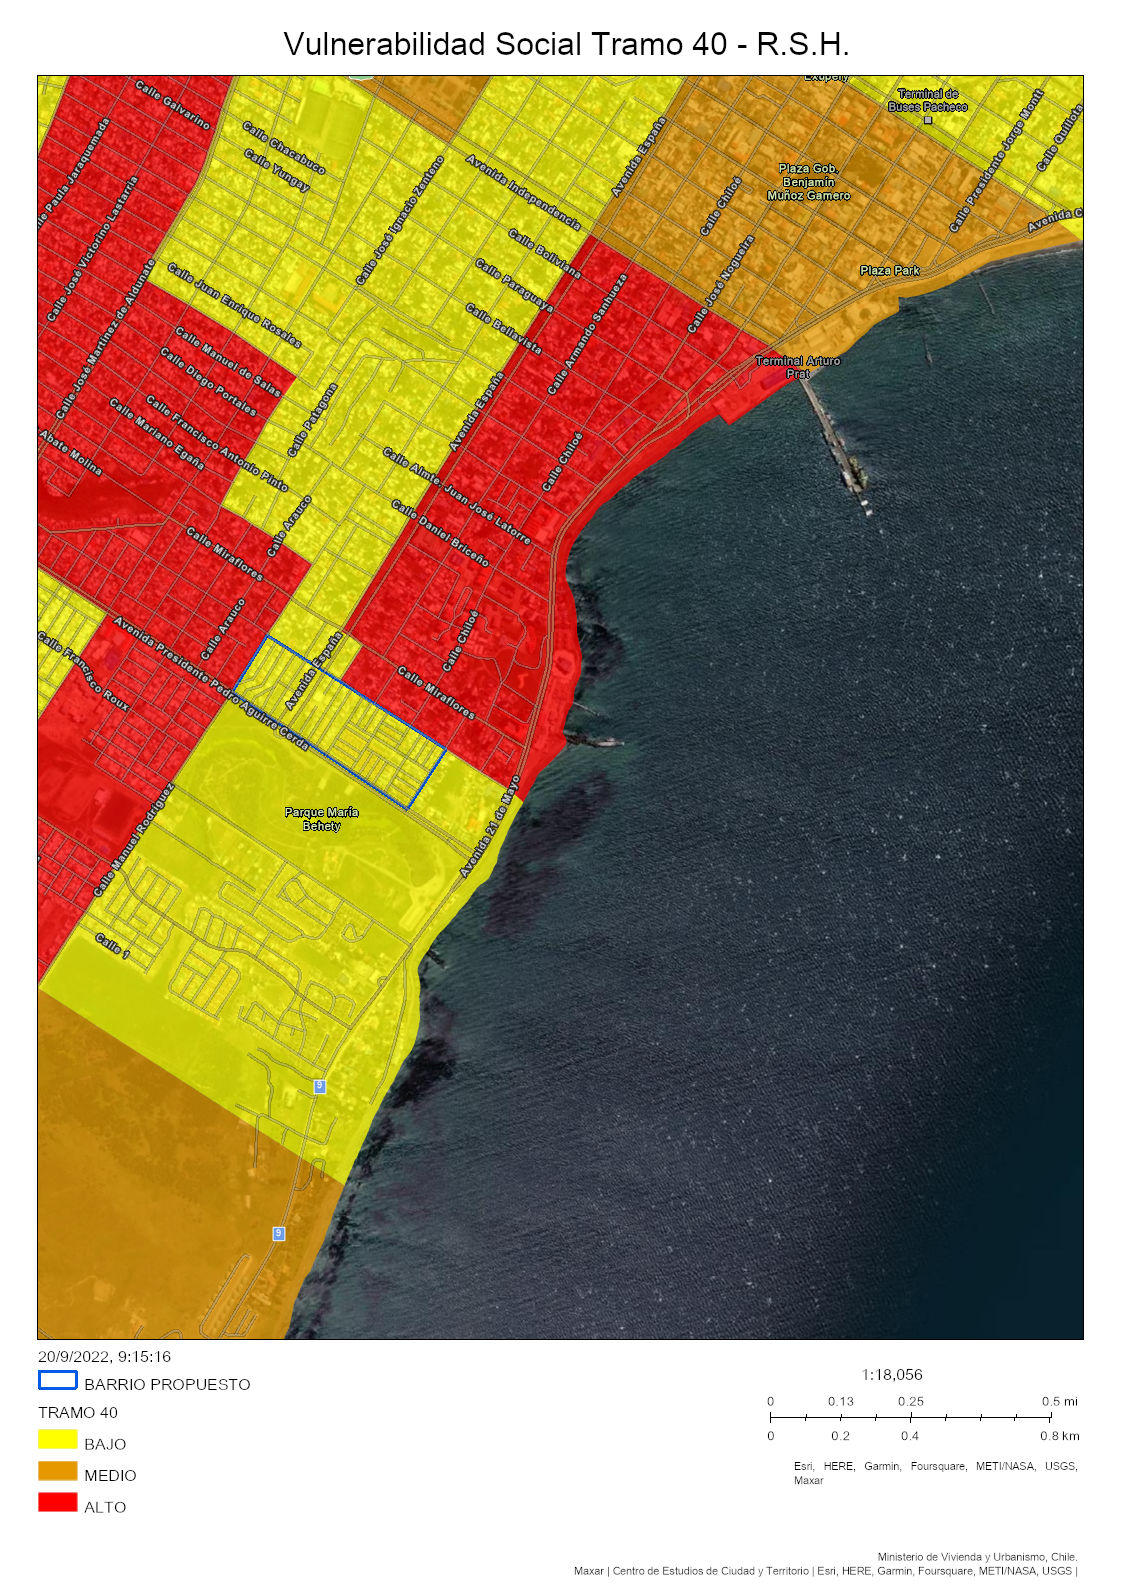 Vulnerabilidad Social Tramo 40 - R.S.H.
Exupery
Terminal de
Buses Pacheco
Calle Galvarino
Calle Presidente Jorge Montt
Calle Quillota
Calle Chacabuco
Calle Yungay
Avenida España
Avenida Independencia
Calle José Ignacio Zenteno
Plaza Gob.
Benjamín
Muñoz Gamero
Calle Chiloé
Avenida C
Paula Jaraquemada
Calle José Victorino Lastarria
Calle Boliviana
Calle José Nogueira
Calle Paraguaya
Plaza Park
Calle José Martínez de Aldunate
Calle Juan Enrique Rosales
Calle Bellavista
Calle Armando Sanhueza
Calle Manuel de Salas
Calle Diego Portales
Terminal Arturo
Prat
Calle Francisco Antonio Pinto
Calle Mariano Egaña
Calle Patagona
Avenida España
Abate Molina
Calle Almte. Juan José Latorre
Calle Chiloé
Calle Daniel Briceño
Calle Arauco
Calle Miraflores
Calle Arauco
Calle Chiloé
Avenida Presidente Pedro Aguirre Cerda
Calle Francisco Roux
Avenida España
Calle Miraflores
Parque María
Behety
Avenida 21 de Mayo
Calle Manuel Rodríguez
Calle 1
9
9
20/9/2022, 9:15:16
BARRIO PROPUESTO
TRAMO 40
BAJO
MEDIO
ALTO
1:18,056
0 0.13 0.25 0.5 mi
0 0.2 0.4 0.8 km
Esri, HERE, Garmin, Foursquare, METI/NASA, USGS,
Maxar
Ministerio de Vivienda y Urbanismo, Chile.
Maxar | Centro de Estudios de Ciudad y Territorio | Esri, HERE, Garmin, Foursquare, METI/NASA, USGS |